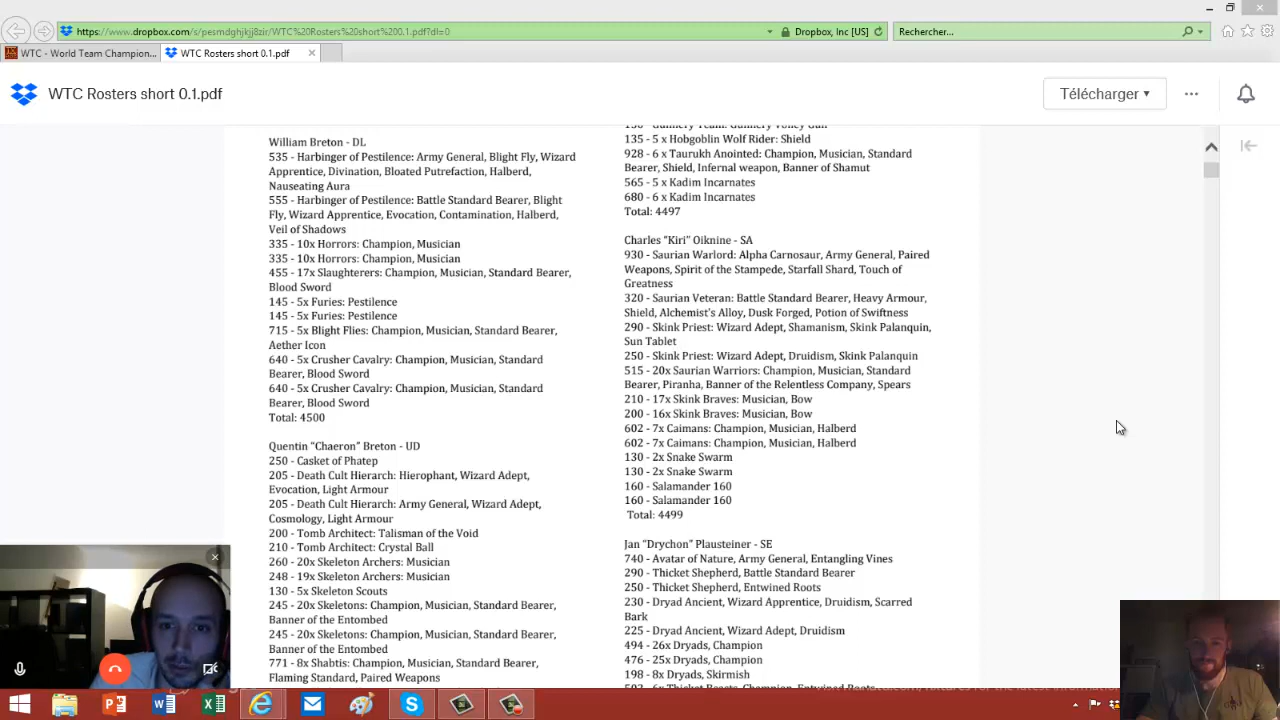 https://www.dropbox.com/s/pesmdghjkjj8zir/WTC%20Rosters%20short%200.1.pdf?dl=0
Dropbox, Inc [US]
Rechercher...
WTC - World Team Champion...
WTC Rosters short 0.1.pdf
WTC Rosters short 0.1.pdf
Télécharger
William Breton - DL
535 - Harbinger of Pestilence: Army General, Blight Fly, Wizard
Apprentice, Divination, Bloated Putrefaction, Halberd,
Nauseating Aura
555 - Harbinger of Pestilence: Battle Standard Bearer, Blight
Fly, Wizard Apprentice, Evocation, Contamination, Halberd,
Veil of Shadows
335 - 10x Horrors: Champion, Musician
335 - 10x Horrors: Champion, Musician
455 - 17x Slaughterers: Champion, Musician, Standard Bearer,
Blood Sword
145 - 5x Furies: Pestilence
145 - 5x Furies: Pestilence
715 - 5x Blight Flies: Champion, Musician, Standard Bearer,
Aether Icon
640 - 5x Crusher Cavalry: Champion, Musician, Standard
Bearer, Blood Sword
640 - 5x Crusher Cavalry: Champion, Musician, Standard
Bearer, Blood Sword
Total: 4500
Quentin "Chaeron" Breton - UD
250 - Casket of Phatep
205 - Death Cult Hierarch: Hierophant, Wizard Adept,
Evocation, Light Armour
205 - Death Cult Hierarch: Army General, Wizard Adept,
Cosmology, Light Armour
200 - Tomb Architect: Talisman of the Void
210 - Tomb Architect: Crystal Ball
260 - 20x Skeleton Archers: Musician
248 - 19x Skeleton Archers: Musician
130 - 5x Skeleton Scouts
245 - 20x Skeletons: Champion, Musician, Standard Bearer,
Banner of the Entombed
245 - 20x Skeletons: Champion, Musician, Standard Bearer,
Banner of the Entombed
771 - 8x Shabtis: Champion, Musician, Standard Bearer,
Flaming Standard, Paired Weapons
130 - Gunnery Team: Gunnery Volley Gun
135 - 5 x Hobgoblin Wolf Rider: Shield
928 - 6 x Taurukh Anointed: Champion, Musician, Standard
Bearer, Shield, Infernal weapon, Banner of Shamut
565 - 5 x Kadim Incarnates
680 - 6 x Kadim Incarnates
Total: 4497
Charles "Kiri" Oiknine - SA
930 - Saurian Warlord: Alpha Carnosaur, Army General, Paired
Weapons, Spirit of the Stampede, Starfall Shard, Touch of
Greatness
320 - Saurian Veteran: Battle Standard Bearer, Heavy Armour,
Shield, Alchemist's Alloy, Dusk Forged, Potion of Swiftness
290 - Skink Priest: Wizard Adept, Shamanism, Skink Palanquin,
Sun Tablet
250 - Skink Priest: Wizard Adept, Druidism, Skink Palanquin
515 - 20x Saurian Warriors: Champion, Musician, Standard
Bearer, Piranha, Banner of the Relentless Company, Spears
210 - 17x Skink Braves: Musician, Bow
200 - 16x Skink Braves: Musician, Bow
602 - 7x Caimans: Champion, Musician, Halberd
602 - 7x Caimans: Champion, Musician, Halberd
130 - 2x Snake Swarm
130 - 2x Snake Swarm
160 - Salamander 160
160 - Salamander 160
Total: 4499
Jan "Drychon" Plausteiner - SE
740 - Avatar of Nature, Army General, Entangling Vines
290 - Thicket Shepherd, Battle Standard Bearer
250 - Thicket Shepherd, Entwined Roots
230 - Dryad Ancient, Wizard Apprentice, Druidism, Scarred
Bark
225 - Dryad Ancient, Wizard Adept, Druidism
494 - 26x Dryads, Champion
476 - 25x Dryads, Champion
198 - 8x Dryads, Skirmish
6x Thicket Beasts, Champion, Entwined Roots
for the latest information